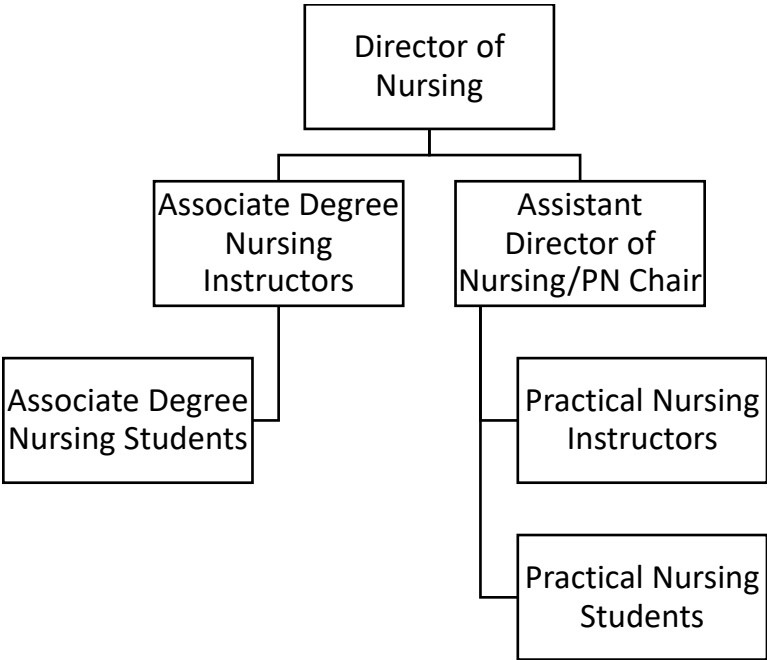 Director of
Nursing
Associate Degree
Nursing
Instructors
Assistant
Director of
Nursing/PN Chair
Associate Degree
Nursing Students
Practical Nursing
Instructors
Practical Nursing
Students